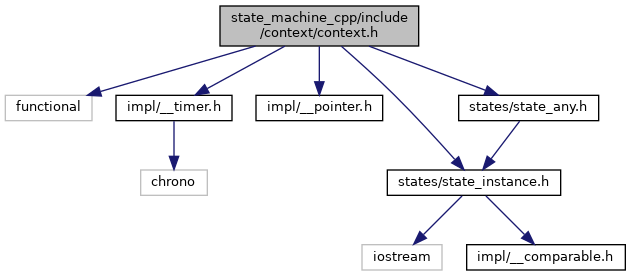 state_machine_cpp/include
/context/context.h
functional
impl/__timer.h
impl/__pointer.h
states/state_any.h
chrono
states/state_instance.h
iostream
impl/__comparable.h